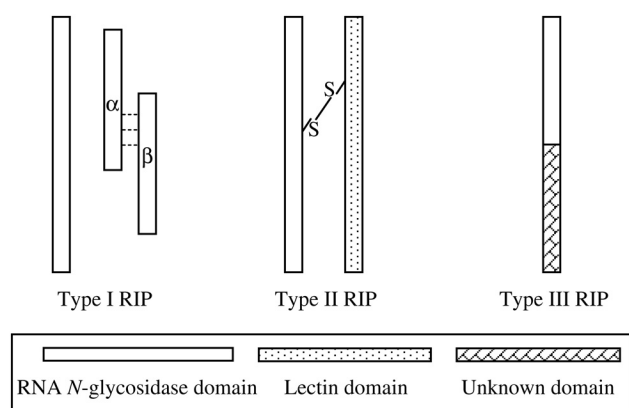 α
β
S
S
Type I RIP
Type II RIP
Type III RIP
RNA N-glycosidase domain
Lectin domain
Unknown domain